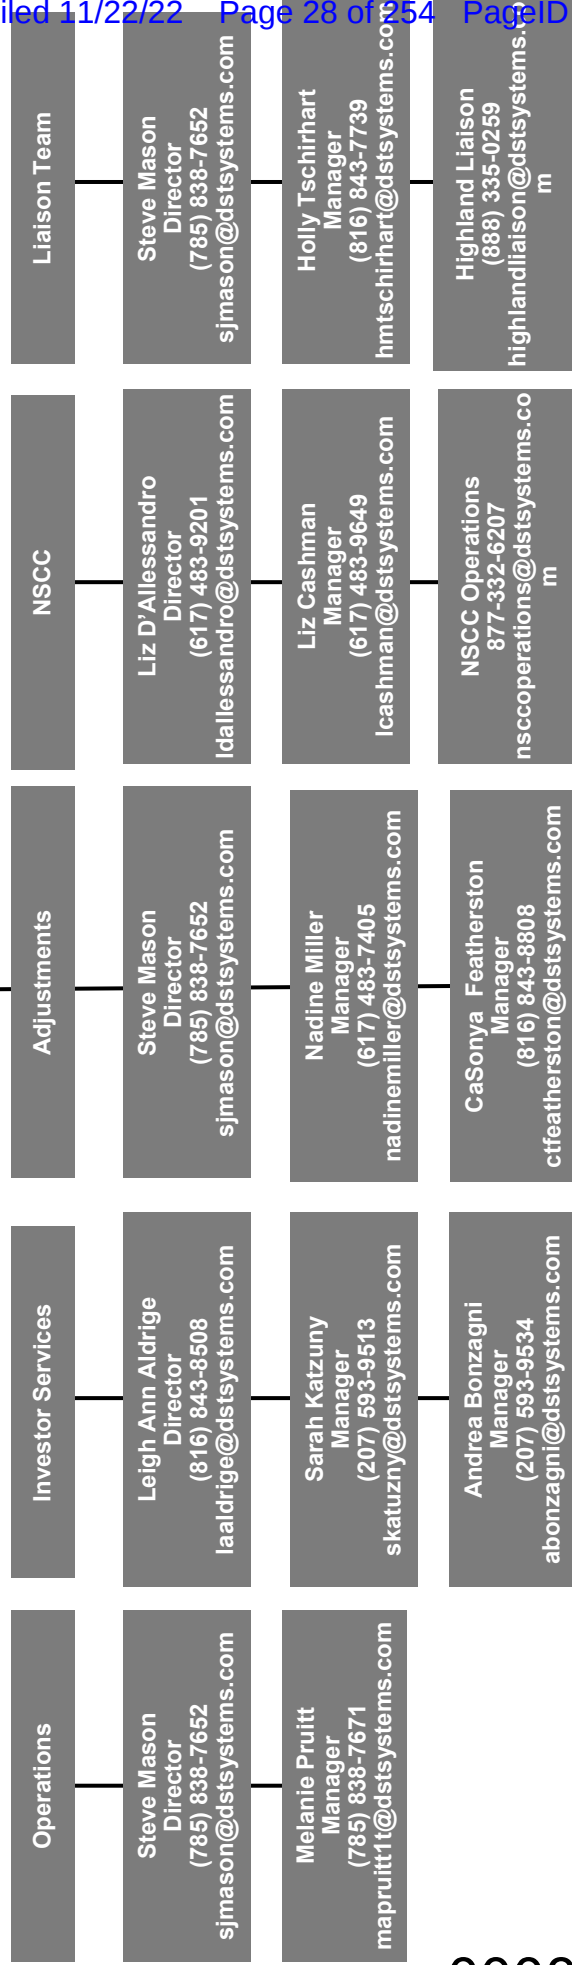 iled 11/22/22 Page 28 of 254 PageID
Operations
Steve Mason
Director
(785) 838-7652
sjmason@dstsystems.com
Melanie Pruitt
Manager
(785) 838-7671
mapruitt1t@dstsystems.com
Investor Services
Leigh Ann Aldrige
Director
(816) 843-8508
laaldrige@dstsystems.com
Sarah Katzuny
Manager
(207) 593-9513
skatuzny@dstsystems.com
Andrea Bonzagni
Manager
(207) 593-9534
abonzagni@dstsystems.com
Adjustments
Steve Mason
Director
(785) 838-7652
sjmason@dstsystems.com
Nadine Miller
Manager
(617) 483-7405
nadinemiller@dstsystems.com
CaSonya Featherston
Manager
(816) 843-8808
ctfeatherston@dstsystems.com
NSCC
Liz D’Allessandro
Director
(617) 483-9201
ldallessandro@dstsystems.com
Liz Cashman
Manager
(617) 483-9649
lcashman@dstsystems.com
NSCC Operations
877-332-6207
nsccoperations@dstsystems.co
m
Liaison Team
Steve Mason
Director
(785) 838-7652
sjmason@dstsystems.com
Holly Tschirhart
Manager
(816) 843-7739
hmtschirhart@dstsystems.com
Highland Liaison
(888) 335-0259
highlandliaison@dstsystems.co
m